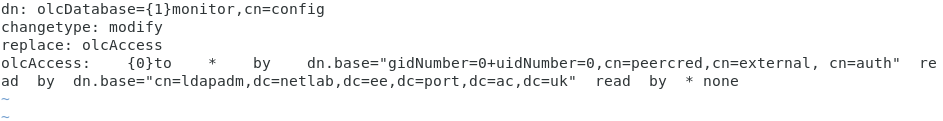 dn: olcDatabase={1}monitor,cn=config
changetype: modify
replace: olcAccess
olcAccess:    {0}to    *    by    dn.base="gidNumber=0+uidNumber=0,cn=peercred,cn=external, cn=auth"  re
ad  by  dn.base="cn=ldapadm,dc=netlab,dc=ee,dc=port,dc=ac,dc=uk"  read  by  * none
~
~